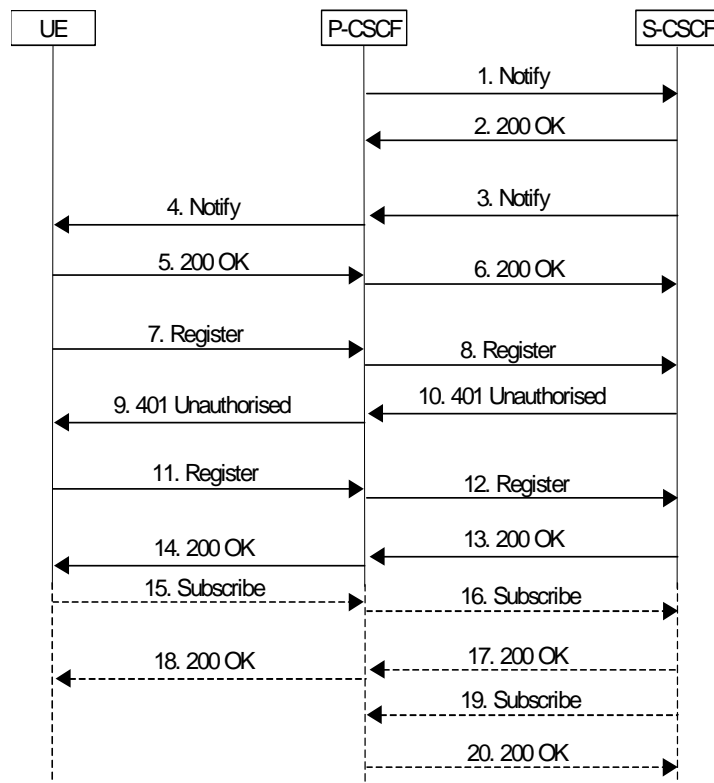 UE
P-CSCF
S-CSCF
1. Notify
2. 200 OK
3. Notify
4. Notify
5. 200 OK
6. 200 OK
7. Register
8. Register
10. 401 Unauthorised
9. 401 Unauthorised
11. Register
12. Register
13. 200 OK
14. 200 OK
15. Subscribe
16. Subscribe
17. 200 OK
18. 200 OK
19. Subscribe
20. 200 OK